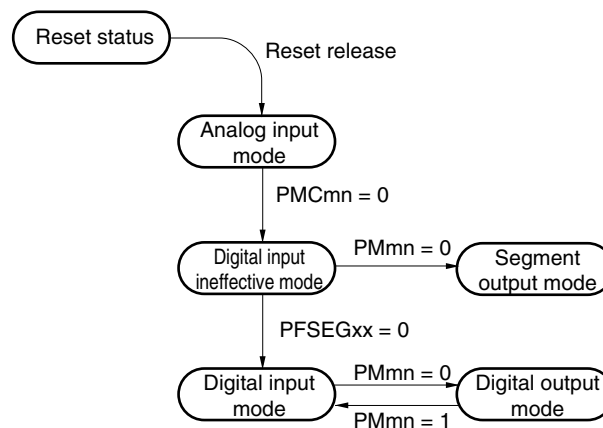 Reset status
Reset release
Analog input
mode
PMCmn = 0
Digital input
ineffective mode
PMmn = 0
Segment
output mode
PFSEGxx = 0
Digital input
mode
PMmn = 0
PMmn = 1
Digital output
mode